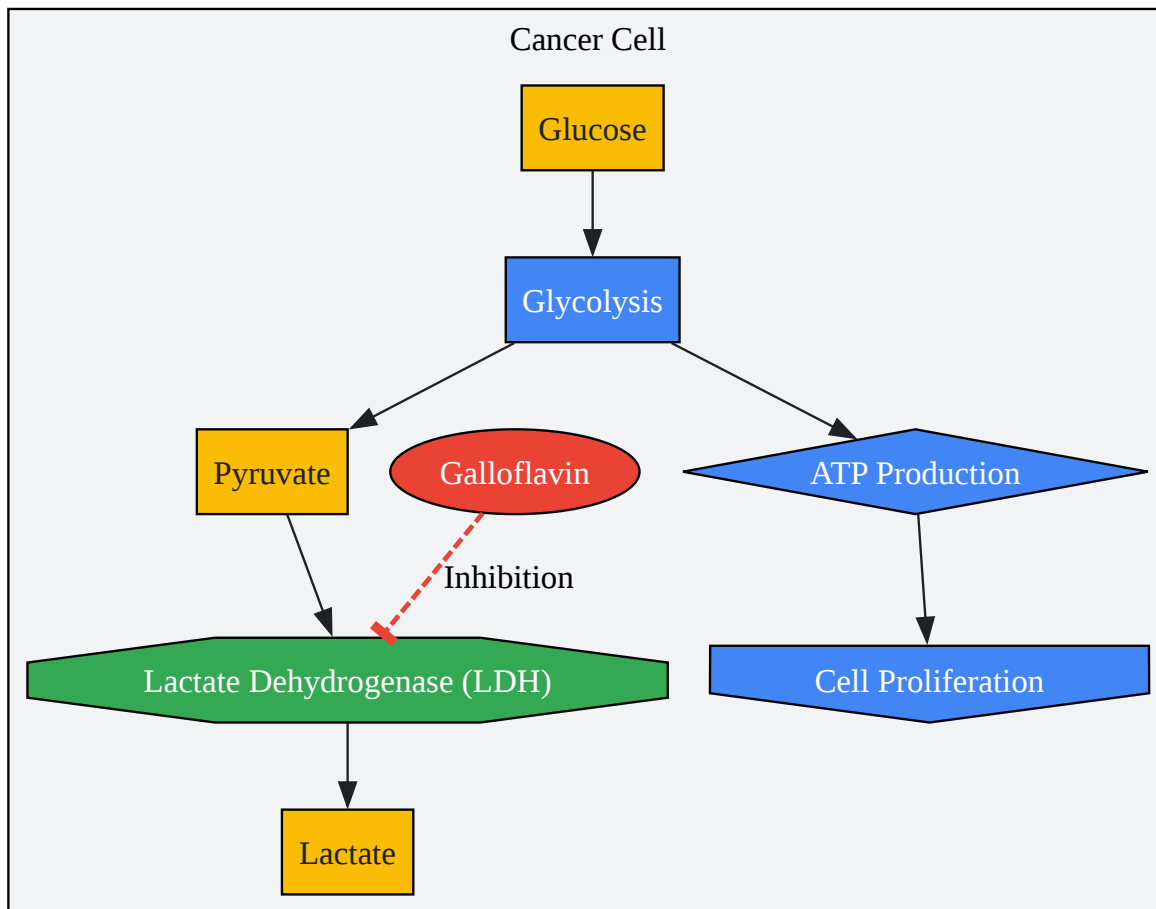 Cancer Cell
Glucose
Glycolysis
Pyruvate
Galloflavin
ATP Production
Inhibition
Lactate Dehydrogenase (LDH)
Cell Proliferation
Lactate